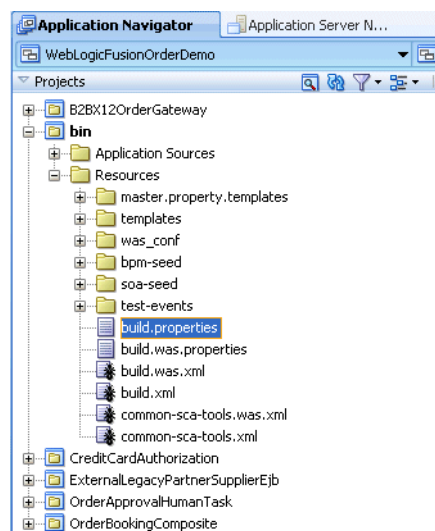 Application Navigator Application Server N...
WebLogicFusionOrderDemo
Projects
B2BX12OrderGateway
bin
Application Sources
Resources
master.property.templates
templates
was_conf
bpm-seed
soa-seed
test-events
build.properties
build.was.properties
build.was.xml
build.xml
common-sca-tools.was.xml
common-sca-tools.xml
CreditCardAuthorization
ExternalLegacyPartnerSupplierEjb
OrderApprovalHumanTask
OrderBookingComposite